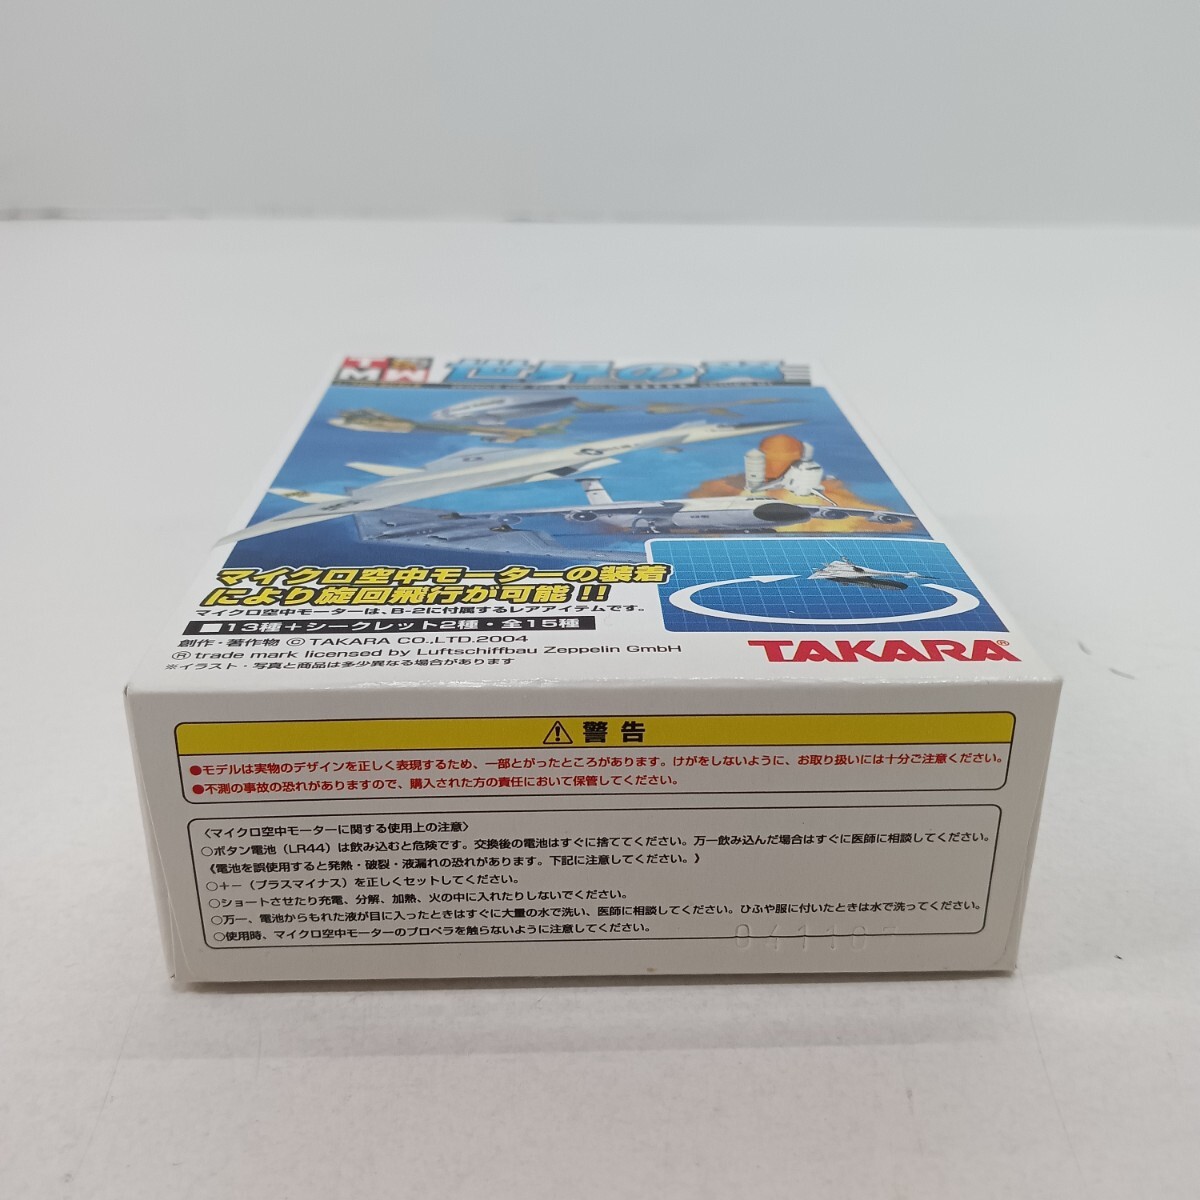 世界の翼
マイクロ空中モーターの装着
により旋回飛行が可能!!
マイクロ空中モーターは、B-2に付属するレアアイテムです。
■13種+シークレット2種・全15種
創作・著作物 ©TAKARA CO.,LTD.2004
®trade mark licensed by Luftschiffbau Zeppelin GmbH
※イラスト・写真と商品は多少異なる場合があります
TAKARA®
⚠警告
●モデルは実物のデザインを正しく表現するため、一部とがったところがあります。けがをしないように、お取り扱いには十分ご注意ください。
●不測の事故の恐れがありますので、購入された方の責任において保管してください。
〈マイクロ空中モーターに関する使用上の注意〉
○ボタン電池（LR44）は飲み込むと危険です。交換後の電池はすぐに捨ててください。万一飲み込んだ場合はすぐに医師に相談してください。
《電池を誤使用すると発熱・破裂・液漏れの恐れがあります。下記に注意してください。》
○+−（プラスマイナス）を正しくセットしてください。
○ショートさせたり充電、分解、加熱、火の中に入れたりしないでください。
○万一、電池からもれた液が目に入ったときはすぐに大量の水で洗い、医師に相談してください。ひふや服に付いたときは水で洗ってください。
○使用時、マイクロ空中モーターのプロペラを触らないように注意してください。